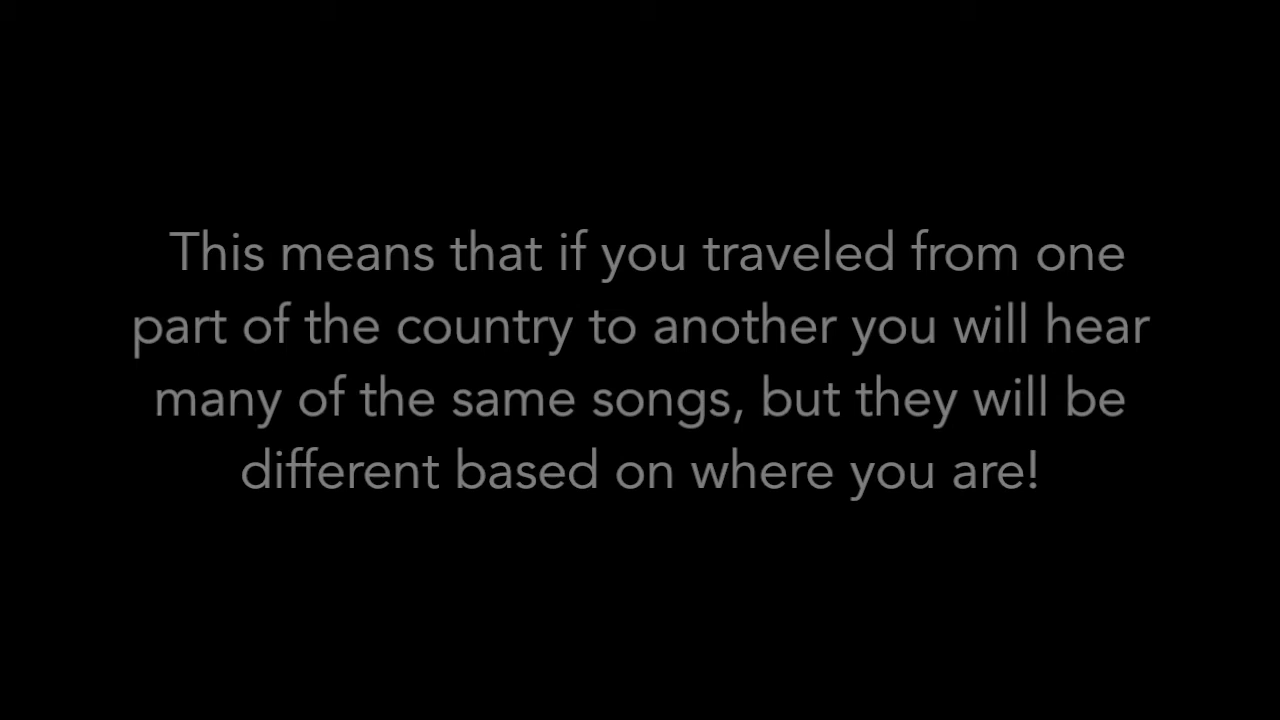 This means that if you traveled from one
part of the country to another you will hear
many of the same songs, but they will be
different based on where you are!